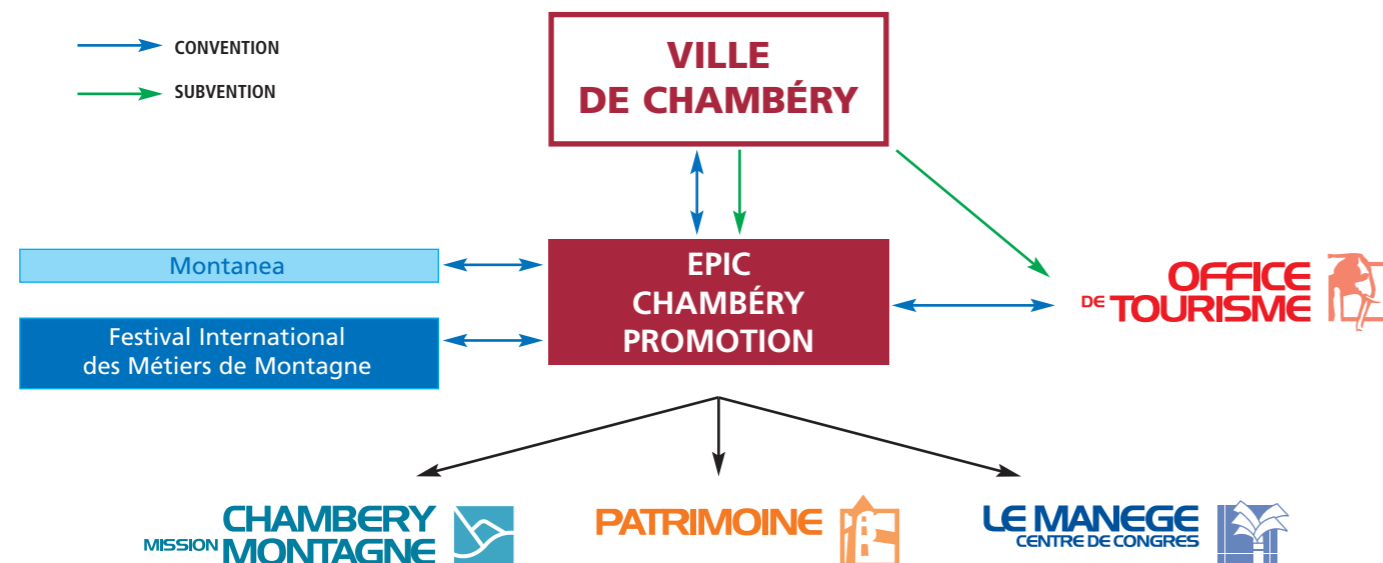 CONVENTION
SUBVENTION
VILLE
DE CHAMBÉRY
Montanea
Festival International
des Métiers de Montagne
EPIC
CHAMBÉRY
PROMOTION
OFFICE
DE TOURISME
CHAMBERY
MISSION MONTAGNE
PATRIMOINE
LE MANEGE
CENTRE DE CONGRES